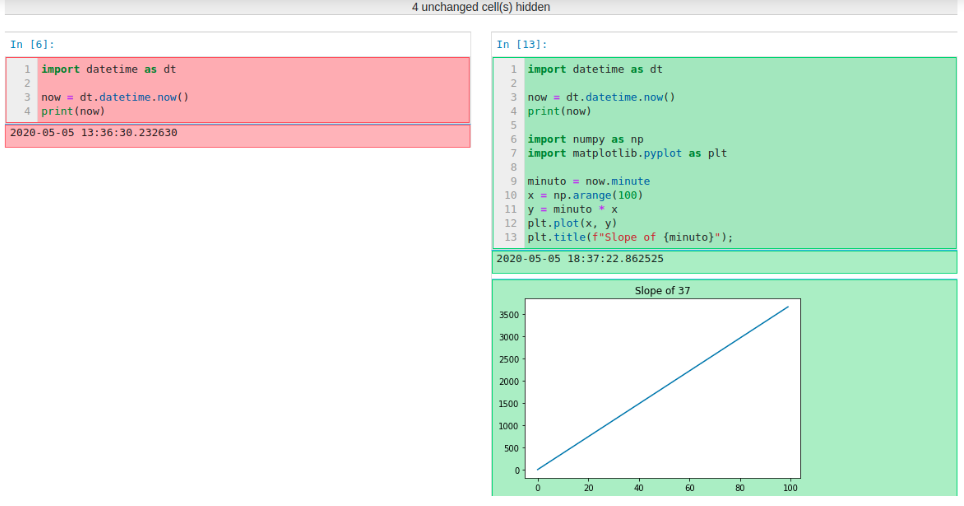 4 unchanged cell(s) hidden
In [6]:
1 import datetime as dt
2
3 now = dt.datetime.now()
4 print(now)
2020-05-05 13:36:30.232630
In [13]:
1 import datetime as dt
2
3 now = dt.datetime.now()
4 print(now)
5
6 import numpy as np
7 import matplotlib.pyplot as plt
8
9 minuto = now.minute
10 x = np.arange(100)
11 y = minuto * x
12 plt.plot(x, y)
13 plt.title(f"Slope of {minuto}");
2020-05-05 18:37:22.862525
Slope of 37
3500
3000
2500
2000
1500
1000
500
0
0 20 40 60 80 100